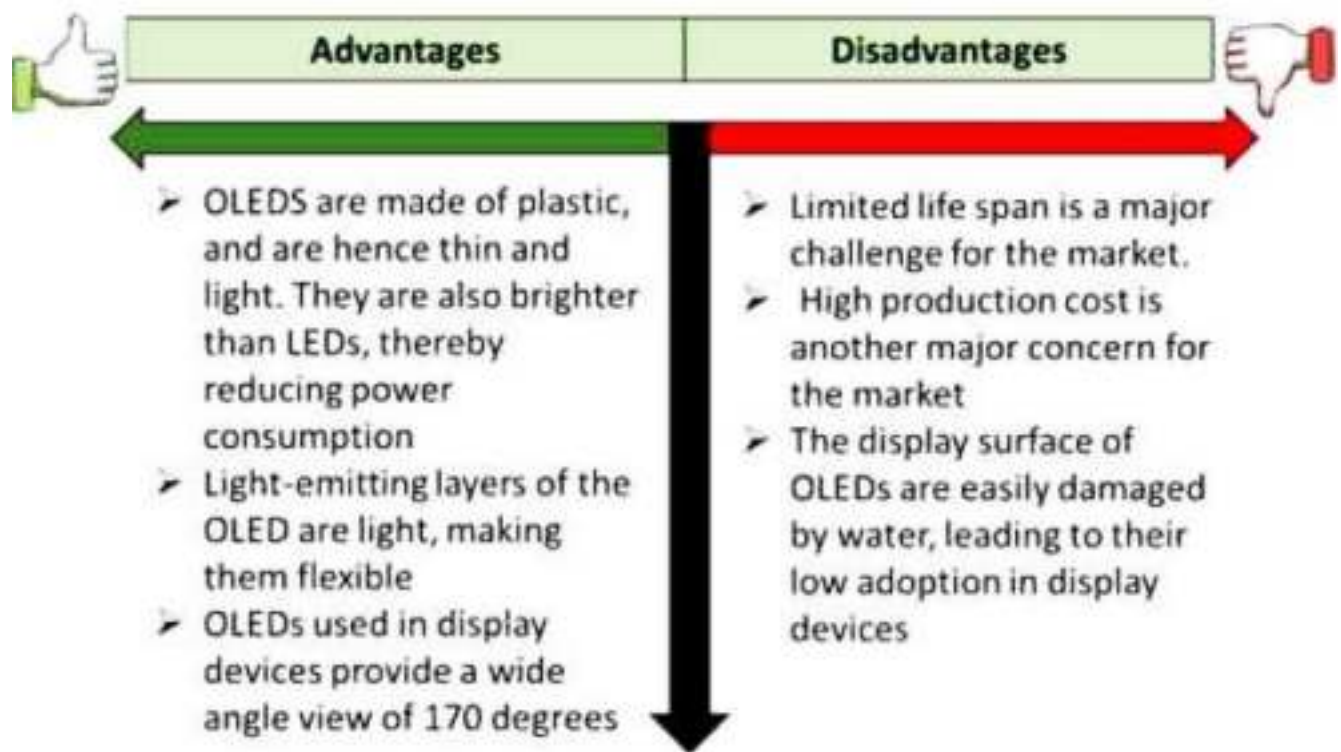 Advantages
Disadvantages
➢ OLEDS are made of plastic,
and are hence thin and
light. They are also brighter
than LEDs, thereby
reducing power
consumption
➢ Light-emitting layers of the
OLED are light, making
them flexible
➢ OLEDs used in display
devices provide a wide
angle view of 170 degrees
➢ Limited life span is a major
challenge for the market.
➢ High production cost is
another major concern for
the market
➢ The display surface of
OLEDs are easily damaged
by water, leading to their
low adoption in display
devices